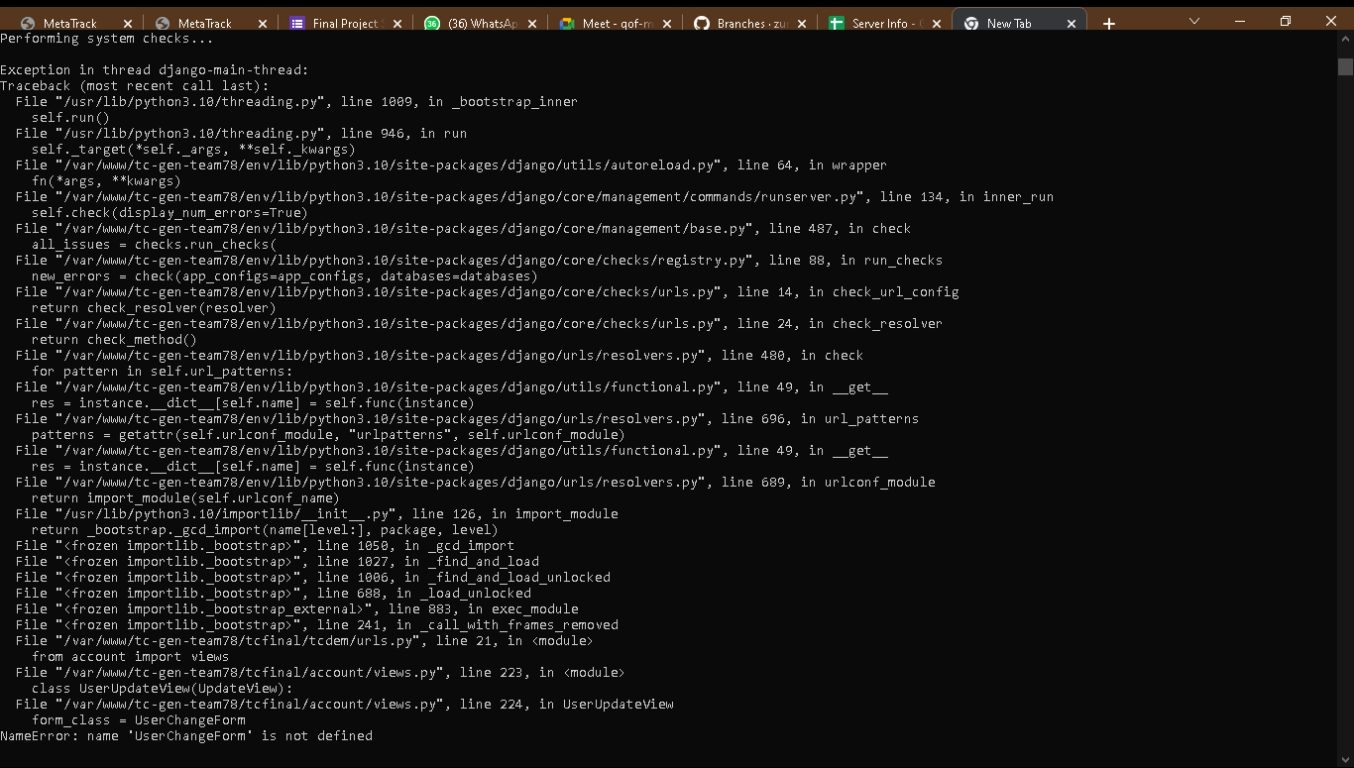 MetaTrack
MetaTrack
Final Project
(36) WhatsAp
Meet - qof-m
Branches · zu
Server Info -
New Tab
Performing system checks...
Exception in thread django-main-thread:
Traceback (most recent call last):
File "/usr/lib/python3.10/threading.py", line 1009, in _bootstrap_inner
self.run()
File "/usr/lib/python3.10/threading.py", line 946, in run
self._target(*self._args, **self._kwargs)
File "/var/www/tc-gen-team78/env/lib/python3.10/site-packages/django/utils/autoreload.py", line 64, in wrapper
fn(*args, **kwargs)
File "/var/www/tc-gen-team78/env/lib/python3.10/site-packages/django/core/management/commands/runserver.py", line 134, in inner_run
self.check(display_num_errors=True)
File "/var/www/tc-gen-team78/env/lib/python3.10/site-packages/django/core/management/base.py", line 487, in check
all_issues = checks.run_checks(
File "/var/www/tc-gen-team78/env/lib/python3.10/site-packages/django/core/checks/registry.py", line 88, in run_checks
new_errors = check(app_configs=app_configs, databases=databases)
File "/var/www/tc-gen-team78/env/lib/python3.10/site-packages/django/core/checks/urls.py", line 14, in check_url_config
return check_resolver(resolver)
File "/var/www/tc-gen-team78/env/lib/python3.10/site-packages/django/core/checks/urls.py", line 24, in check_resolver
return check_method()
File "/var/www/tc-gen-team78/env/lib/python3.10/site-packages/django/urls/resolvers.py", line 480, in check
for pattern in self.url_patterns:
File "/var/www/tc-gen-team78/env/lib/python3.10/site-packages/django/utils/functional.py", line 49, in __get__
res = instance.__dict__[self.name] = self.func(instance)
File "/var/www/tc-gen-team78/env/lib/python3.10/site-packages/django/urls/resolvers.py", line 696, in url_patterns
patterns = getattr(self.urlconf_module, "urlpatterns", self.urlconf_module)
File "/var/www/tc-gen-team78/env/lib/python3.10/site-packages/django/utils/functional.py", line 49, in __get__
res = instance.__dict__[self.name] = self.func(instance)
File "/var/www/tc-gen-team78/env/lib/python3.10/site-packages/django/urls/resolvers.py", line 689, in urlconf_module
return import_module(self.urlconf_name)
File "/usr/lib/python3.10/importlib/__init__.py", line 126, in import_module
return _bootstrap._gcd_import(name[level:], package, level)
File "<frozen importlib._bootstrap>", line 1050, in _gcd_import
File "<frozen importlib._bootstrap>", line 1027, in _find_and_load
File "<frozen importlib._bootstrap>", line 1006, in _find_and_load_unlocked
File "<frozen importlib._bootstrap>", line 688, in _load_unlocked
File "<frozen importlib._bootstrap_external>", line 883, in exec_module
File "<frozen importlib._bootstrap>", line 241, in _call_with_frames_removed
File "/var/www/tc-gen-team78/tcfinal/tcdem/urls.py", line 21, in <module>
from account import views
File "/var/www/tc-gen-team78/tcfinal/account/views.py", line 223, in <module>
class UserUpdateView(UpdateView):
File "/var/www/tc-gen-team78/tcfinal/account/views.py", line 224, in UserUpdateView
form_class = UserChangeForm
NameError: name 'UserChangeForm' is not defined